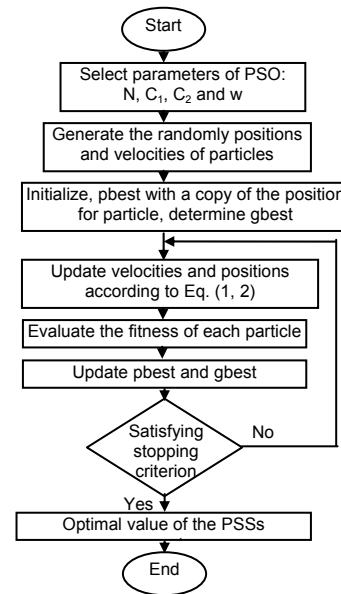 Start
Select parameters of PSO:
N, C₁, C₂ and w
Generate the randomly positions
and velocities of particles
Initialize, pbest with a copy of the position
for particle, determine gbest
Update velocities and positions
according to Eq. (1, 2)
Evaluate the fitness of each particle
Update pbest and gbest
Satisfying
stopping
criterion
No
Yes
Optimal value of the PSSs
End